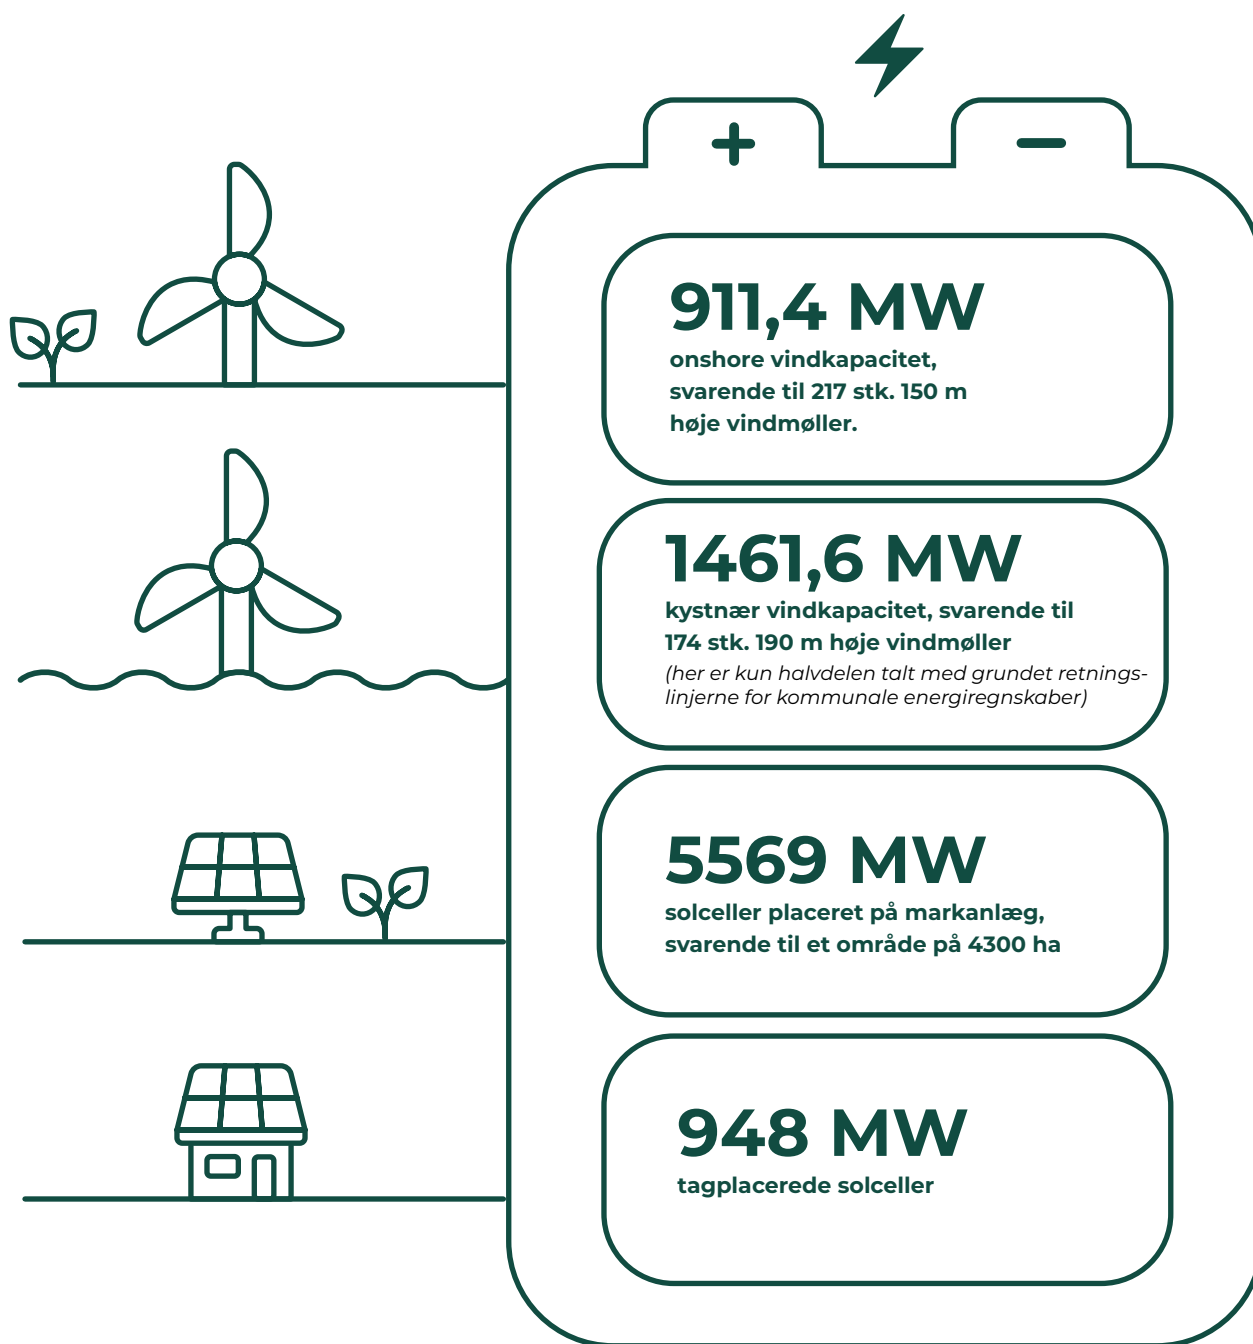 +
−
911,4 MW
onshore vindkapacitet,
svarende til 217 stk. 150 m
høje vindmøller.
1461,6 MW
kystnær vindkapacitet, svarende til
174 stk. 190 m høje vindmøller
(her er kun halvdelen talt med grundet retnings-
linjerne for kommunale energiregnskaber)
5569 MW
solceller placeret på markanlæg,
svarende til et område på 4300 ha
948 MW
tagplacerede solceller